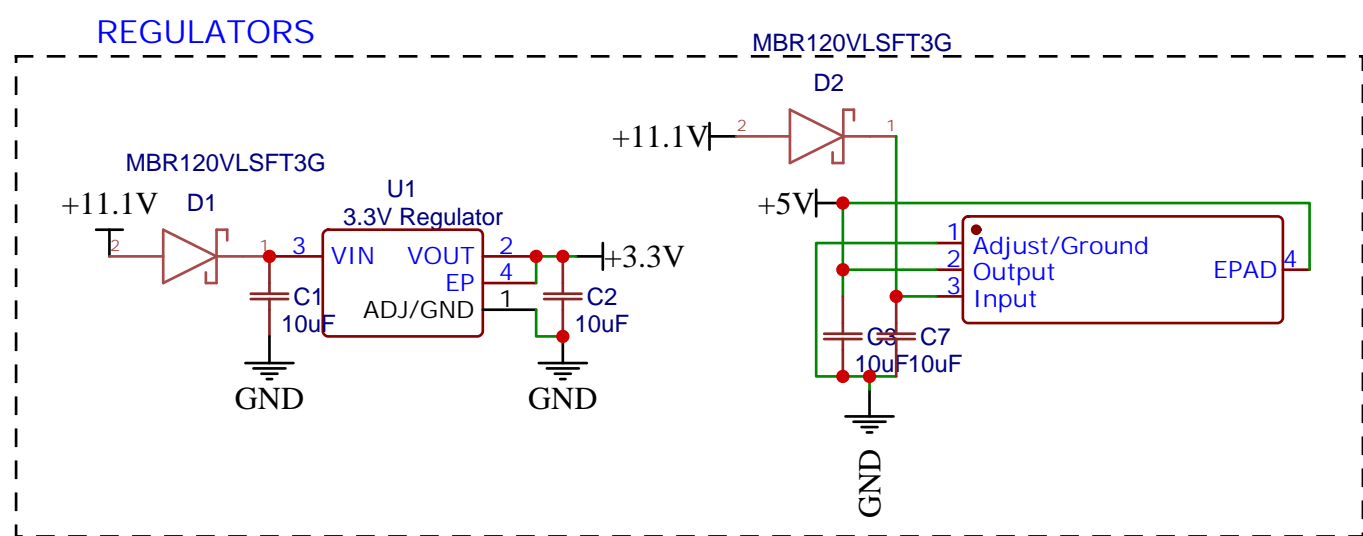 REGULATORS
MBR120VLSFT3G
D2
+11.1V
2
1
MBR120VLSFT3G
D1
+11.1V
2
1
U1
3.3V Regulator
3
VIN
VOUT
2
EP
4
ADJ/GND
1
+3.3V
C1
10uF
C2
10uF
GND
GND
+5V
1
Adjust/Ground
2
Output
3
Input
EPAD
4
C3
10uF
C7
10uF
GND